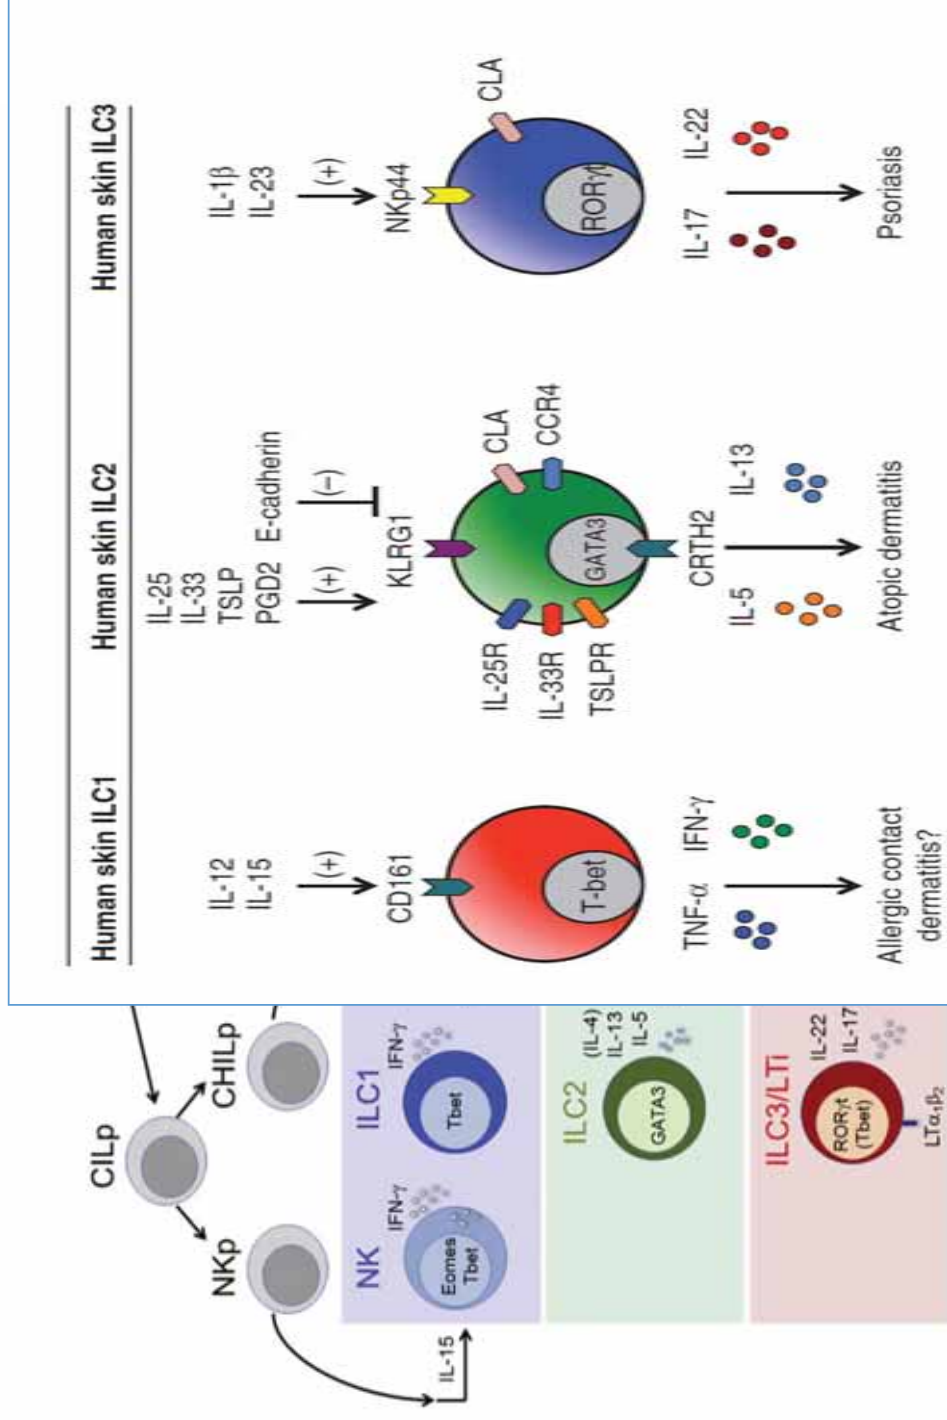 CILp
NKp
CHILp
IL-15
NK
ILC1
IFN-γ
IFN-γ
Eomes
Tbet
Tbet
ILC2
(IL-4)
IL-13
IL-5
GATA3
ILC3/LTi
IL-22
IL-17
RORγt
(Tbet)
LTα₁β₂
Human skin ILC1
IL-12
IL-15
(+)
CD161
T-bet
TNF-α
IFN-γ
Allergic contact
dermatitis?
Human skin ILC2
IL-25
IL-33
TSLP
PGD2
E-cadherin
(+)
(–)
KLRG1
IL-25R
IL-33R
TSLPR
CLA
CCR4
GATA3
CRTH2
IL-5
IL-13
Atopic dermatitis
Human skin ILC3
IL-1β
IL-23
(+)
NKp44
CLA
RORγt
IL-17
IL-22
Psoriasis